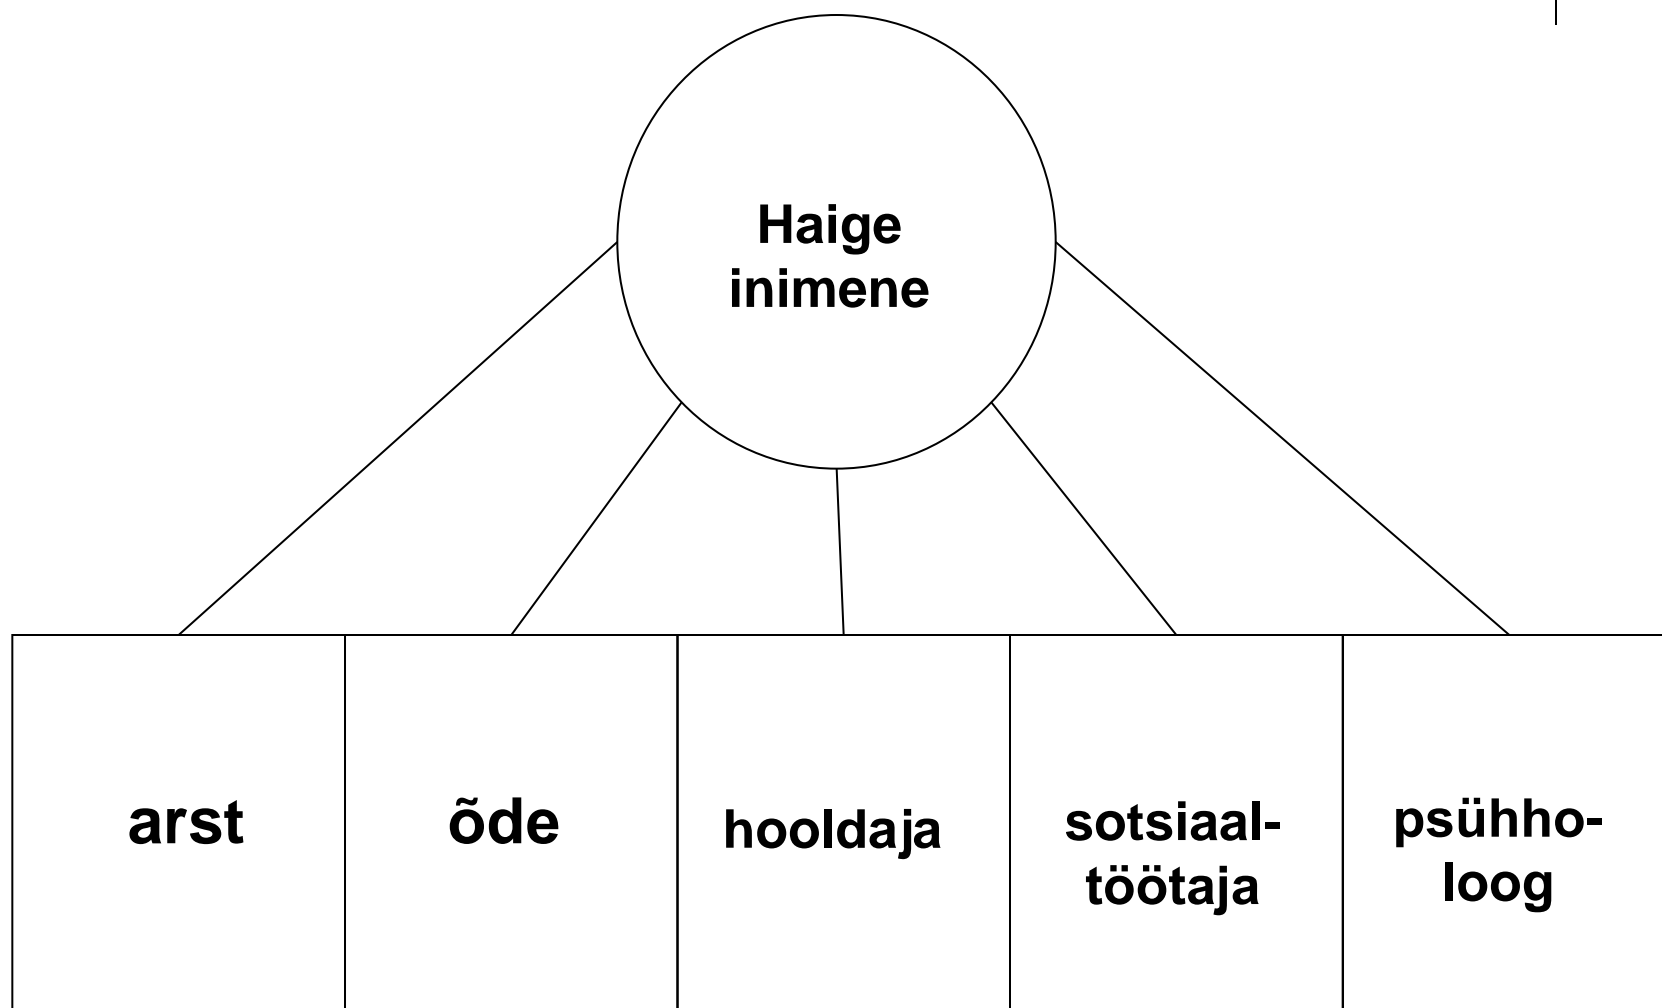 Haige
inimene
arst
õde
hooldaja
sotsiaal-
töötaja
psühho-
loog